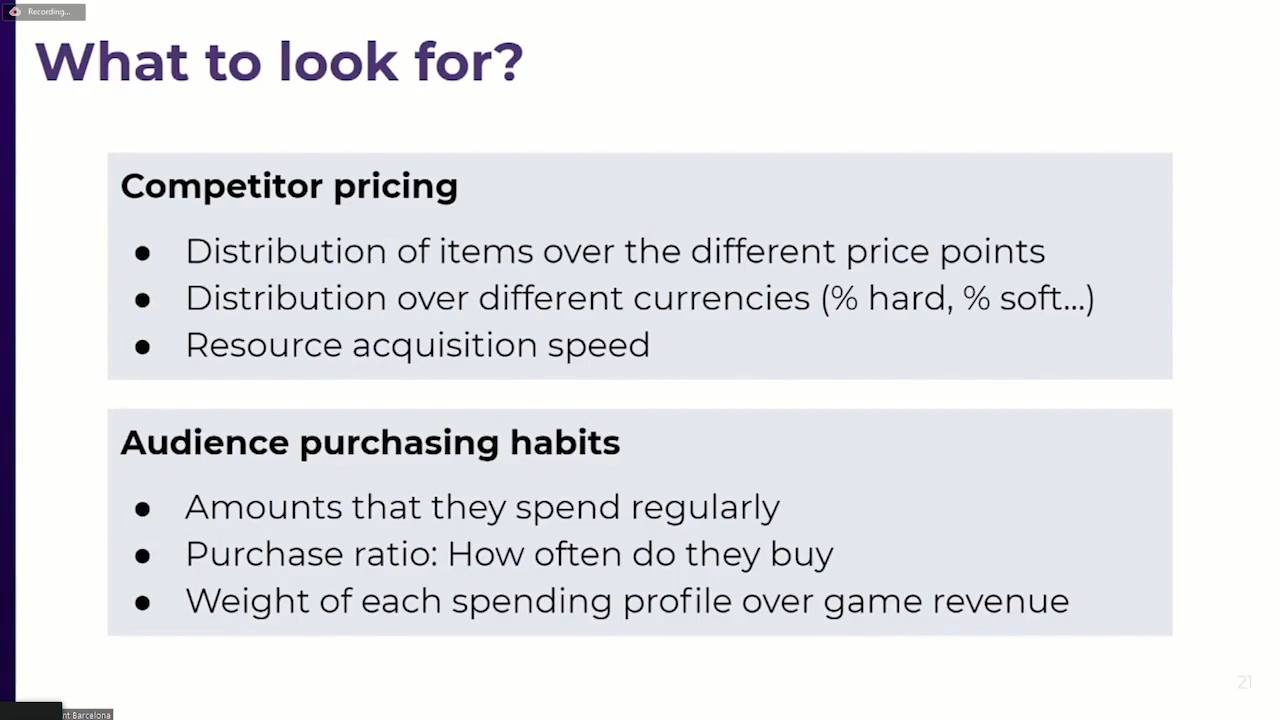 Recording...
What to look for?
Competitor pricing
● Distribution of items over the different price points
● Distribution over different currencies (% hard, % soft...)
● Resource acquisition speed
Audience purchasing habits
● Amounts that they spend regularly
● Purchase ratio: How often do they buy
● Weight of each spending profile over game revenue
21
Barcelona